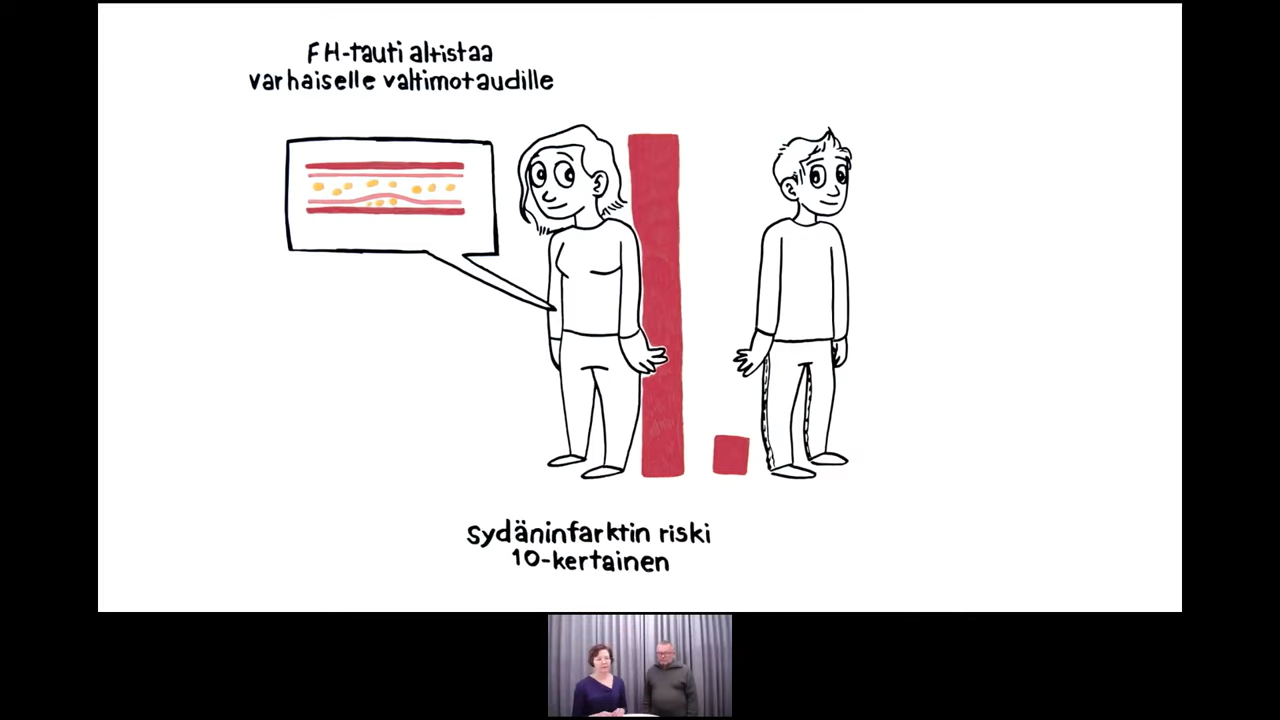 FH-tauti altistaa
varhaiselle valtimotaudille
Sydäninfarktin riski
10-kertainen